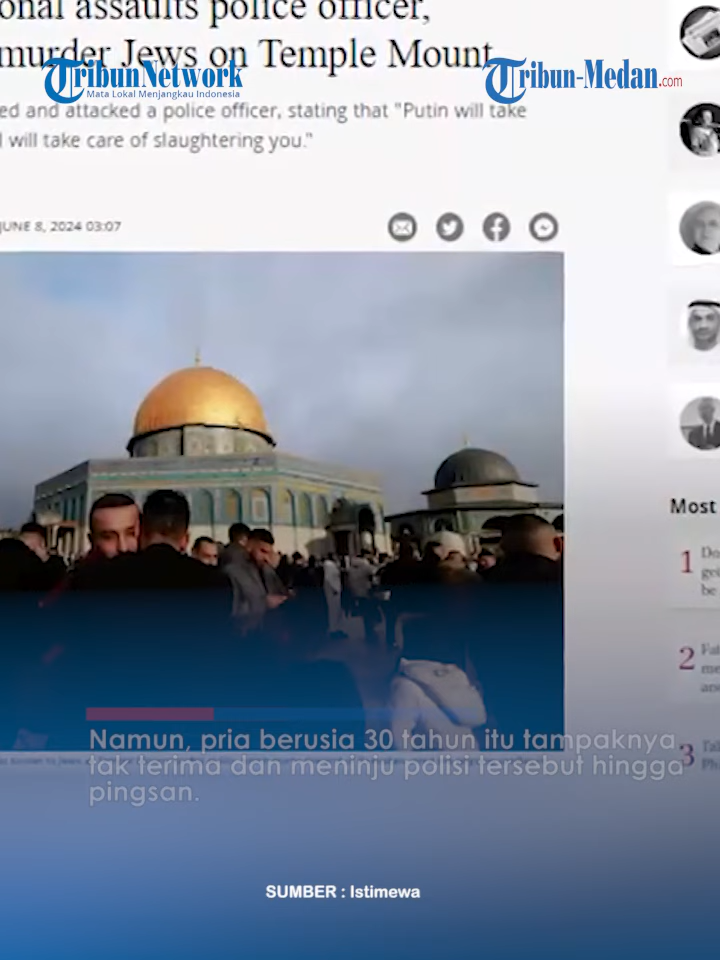 onal assaults police officer,
murder Jews on Temple Mount
TribunNetwork
Mata Lokal Menjangkau Indonesia
Tribun-Medan.com
ed and attacked a police officer, stating that "Putin will take
I will take care of slaughtering you."
JUNE 8, 2024 03:07
Most
1
be
2
3
Namun, pria berusia 30 tahun itu tampaknya
tak terima dan meninju polisi tersebut hingga
pingsan.
SUMBER : Istimewa